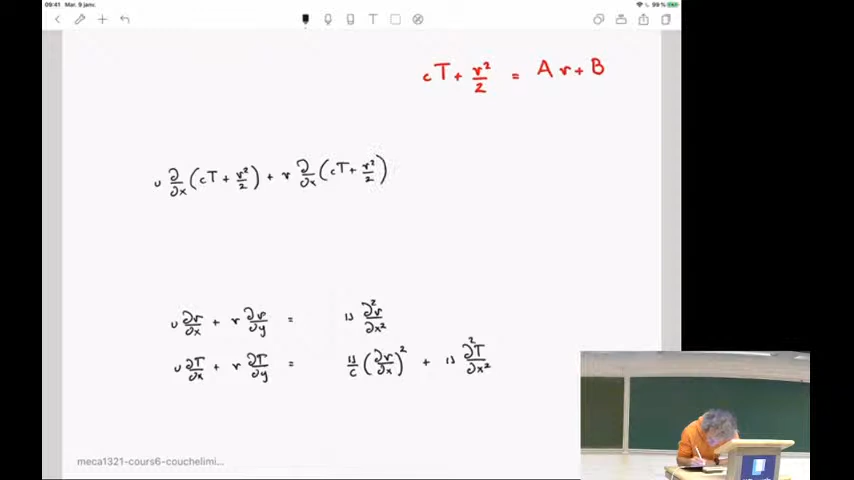 09:41 Mar. 9 janv. 99 %
cT + v²/2 = Av + B
u ∂/∂x (cT + v²/2) + v ∂/∂x (cT + v²/2)
u ∂v/∂x + v ∂v/∂y = ν ∂²v/∂x²
u ∂T/∂x + v ∂T/∂y = ν/c (∂v/∂x)² + ν ∂²T/∂x²
meca1321-cours6-couchelimi...